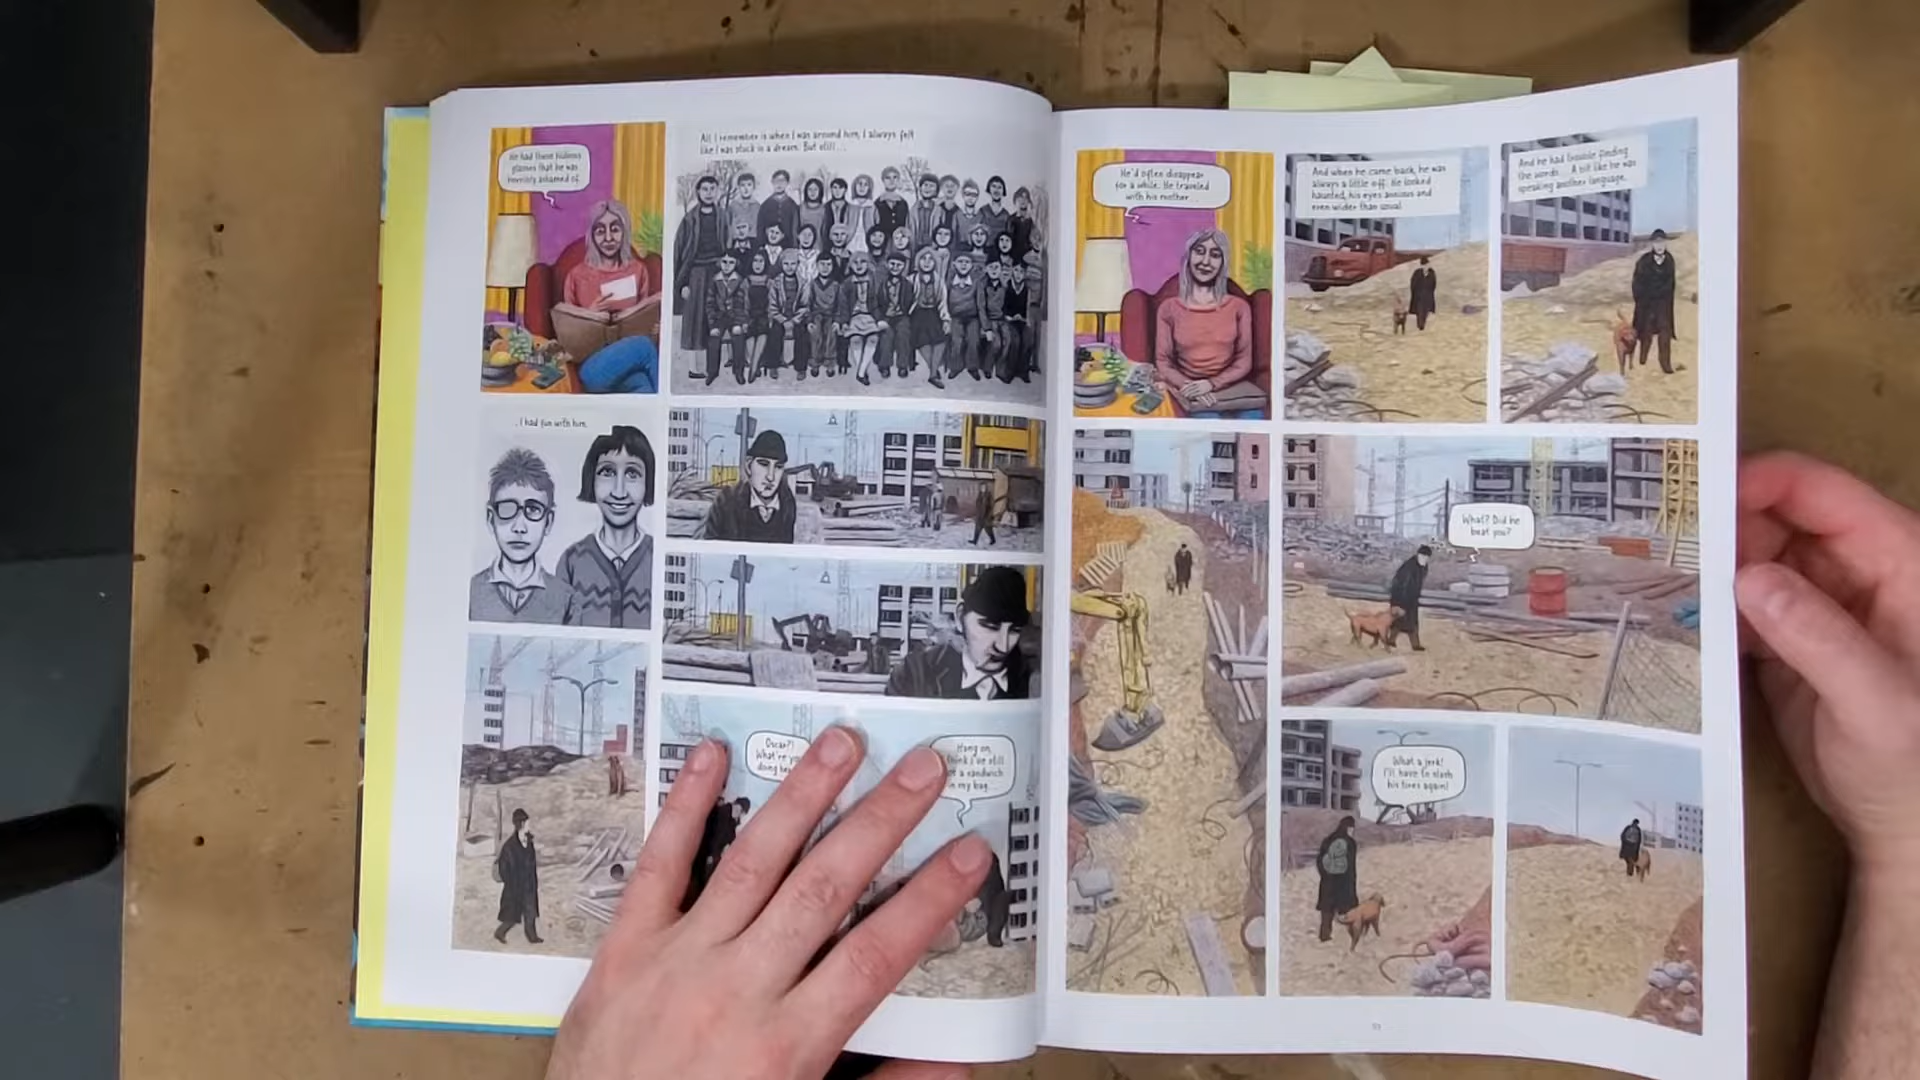 He had these hideous
glasses that he was
horribly ashamed of.
All I remember is when I was around him, I always felt
like I was stuck in a dream. But still...
...I had fun with him.
Oscar?!
What're yo
doing he
Hang on,
think I've still
a sandwich
in my bag...
He'd often disappear
for a while. He traveled
with his mother...
And when he came back, he was
always a little off. He looked
haunted, his eyes anxious and
even wider than usual.
And he had trouble finding
the words... A bit like he was
speaking another language.
What? Did he
beat you?
What a jerk!
I'll have to slash
his tires again!